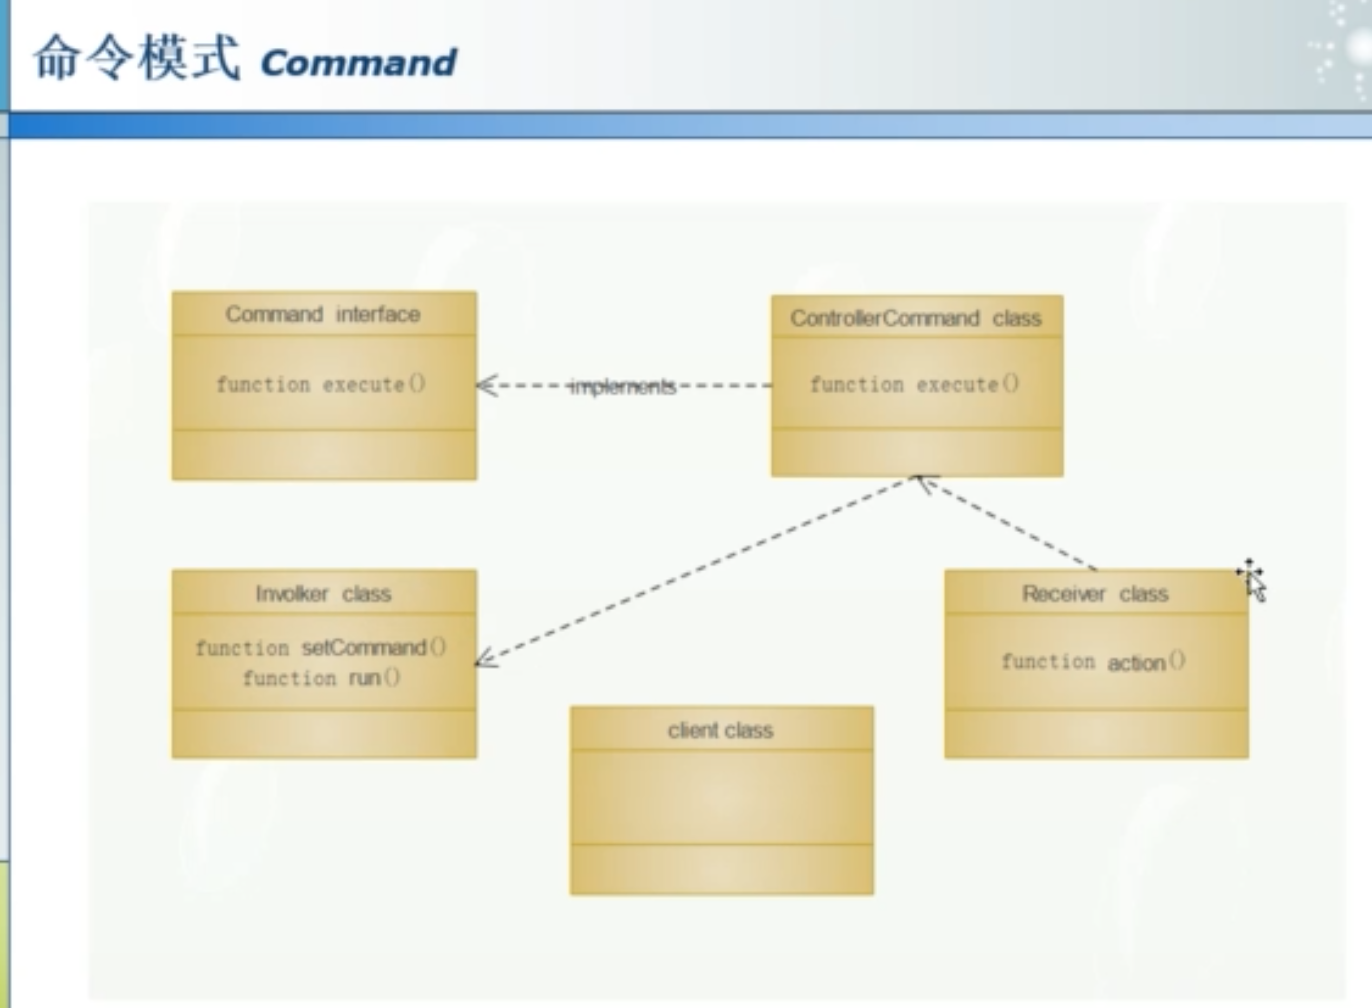 命令模式 Command
Command interface
function execute()
implements
ControllerCommand class
function execute()
Involker class
function setCommand()
function run()
Receiver class
function action()
client class